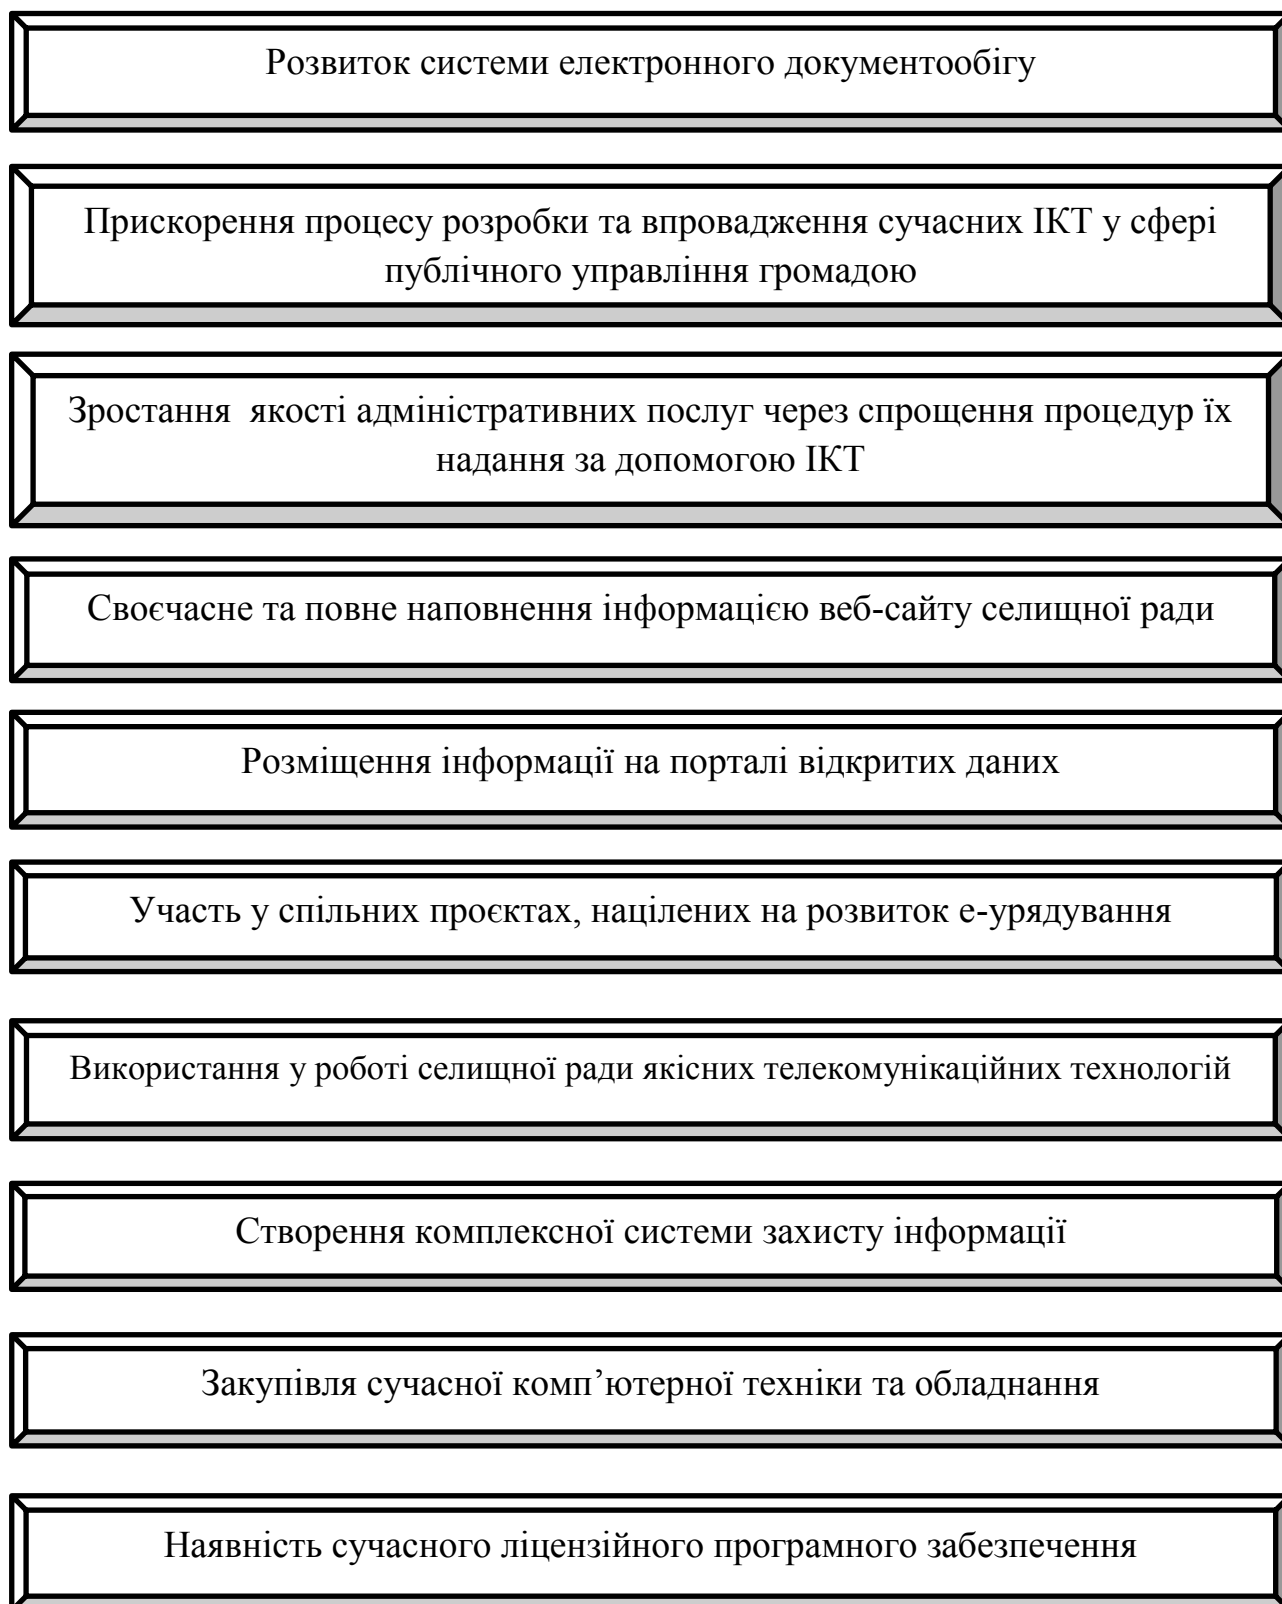 Розвиток системи електронного документообігу
Прискорення процесу розробки та впровадження сучасних ІКТ у сфері
публічного управління громадою
Зростання якості адміністративних послуг через спрощення процедур їх
надання за допомогою ІКТ
Своєчасне та повне наповнення інформацією веб-сайту селищної ради
Розміщення інформації на порталі відкритих даних
Участь у спільних проєктах, націлених на розвиток е-урядування
Використання у роботі селищної ради якісних телекомунікаційних технологій
Створення комплексної системи захисту інформації
Закупівля сучасної комп’ютерної техніки та обладнання
Наявність сучасного ліцензійного програмного забезпечення